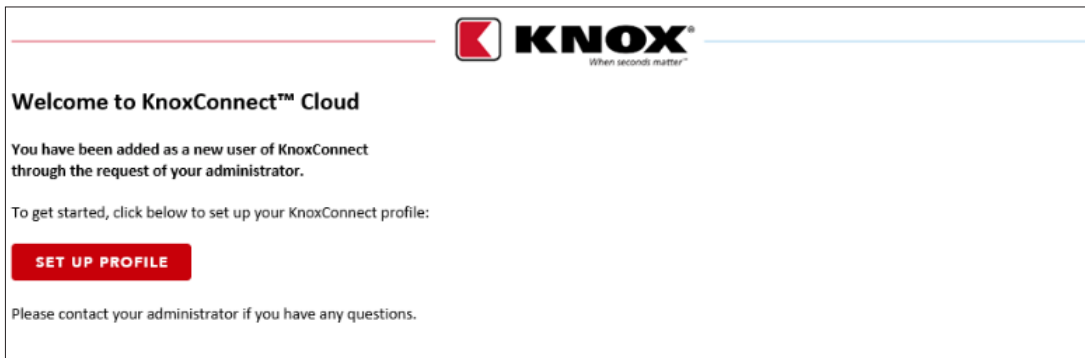 KNOX®
When seconds matter™
Welcome to KnoxConnect™ Cloud
You have been added as a new user of KnoxConnect
through the request of your administrator.
To get started, click below to set up your KnoxConnect profile:
SET UP PROFILE
Please contact your administrator if you have any questions.